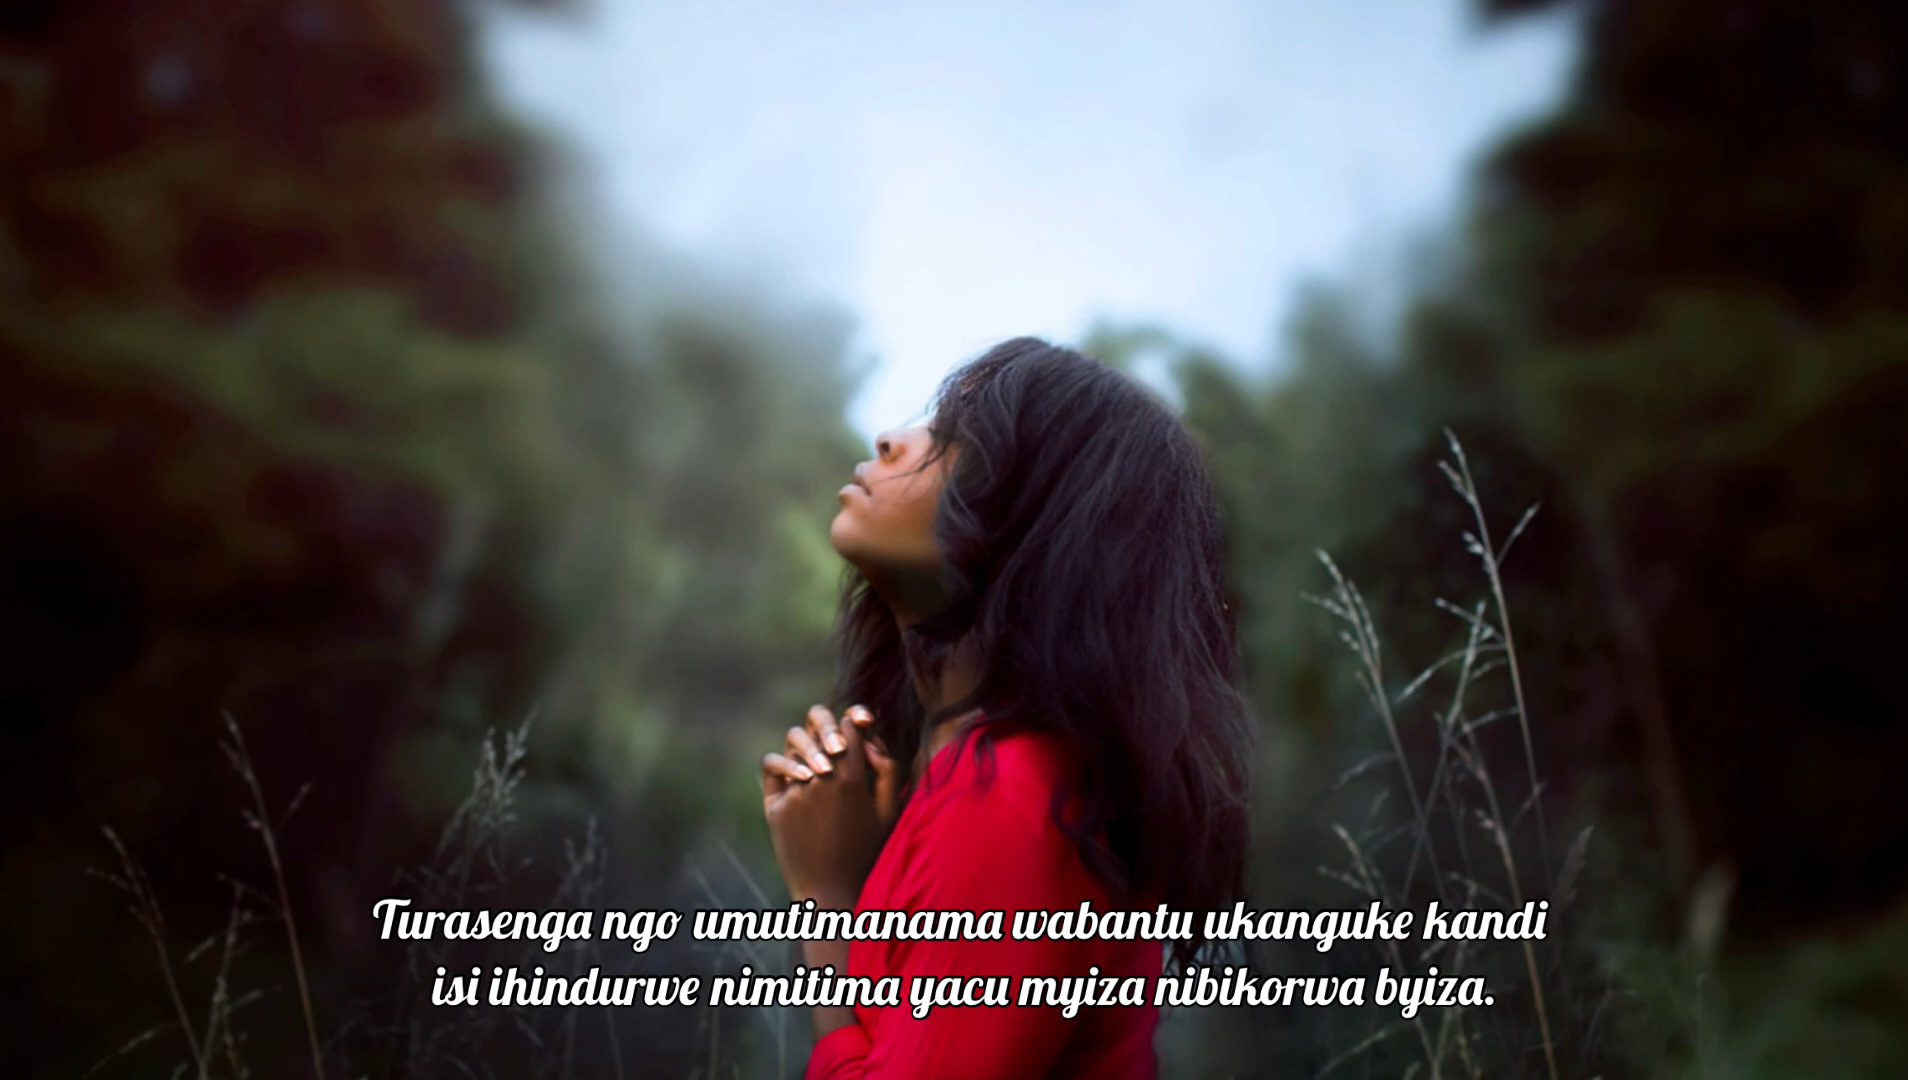 Turasenga ngo umutimanama wabantu ukanguke kandi
isi ihindurwe nimitima yacu myiza nibikorwa byiza.